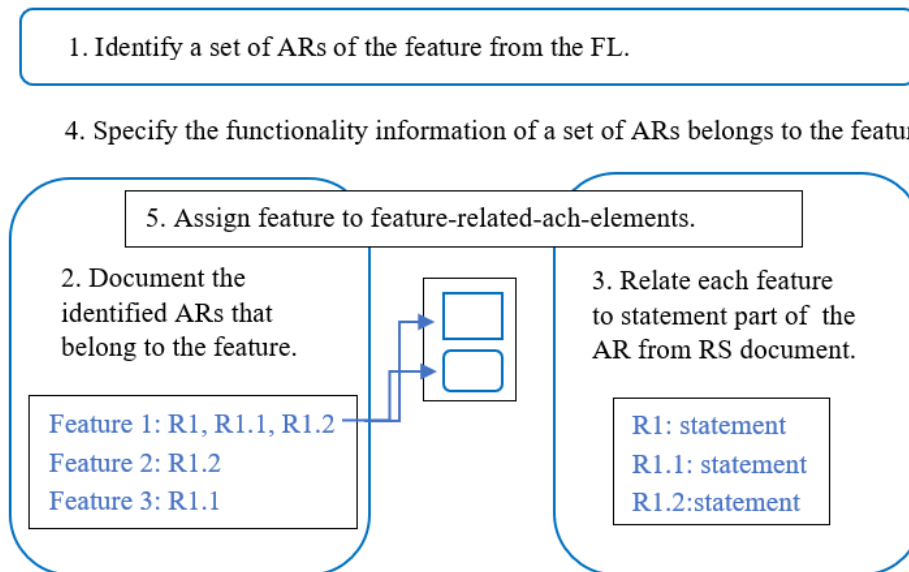 1. Identify a set of ARs of the feature from the FL.
4. Specify the functionality information of a set of ARs belongs to the
5. Assign feature to feature-related-ach-elements.
2. Document the
identified ARs that
belong to the feature.
3. Relate each feature
to statement part of the
AR from RS document.
Feature 1: R1, R1.1, R1.2
Feature 2: R1.2
Feature 3: R1.1
R1: statement
R1.1: statement
R1.2:statement